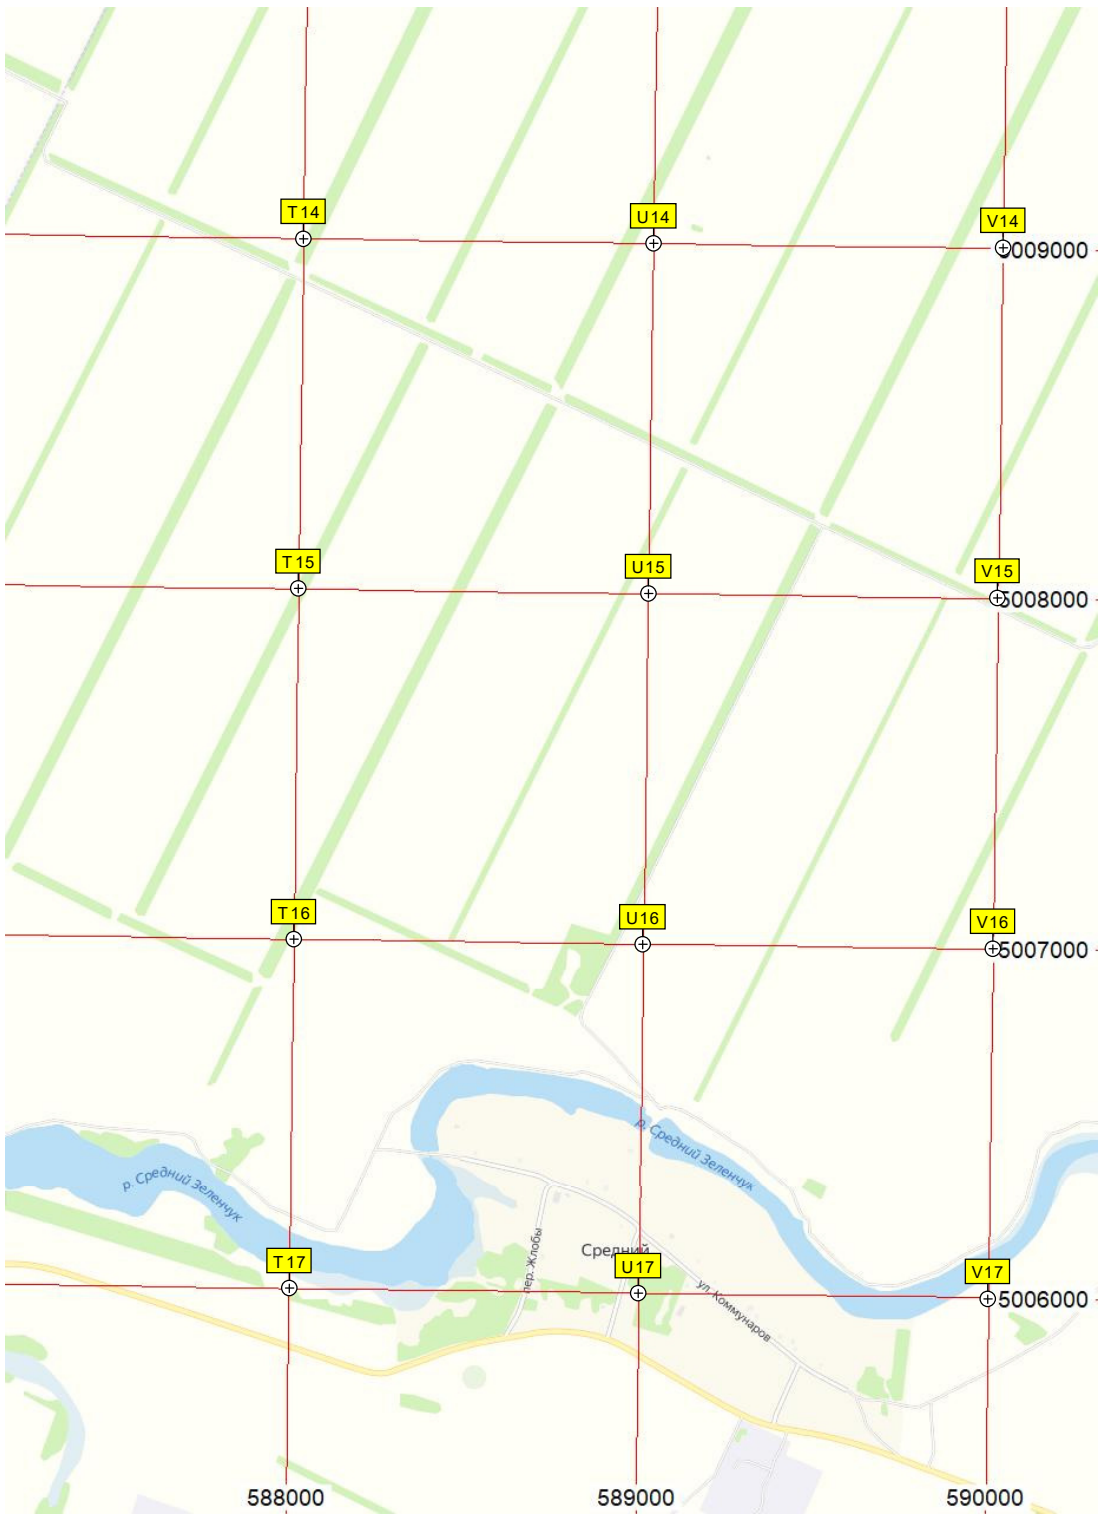 T14
U14
V14
5009000
T15
U15
V15
5008000
T16
U16
V16
5007000
р. Средний Зеленчук
р. Средний Зеленчук
пер. Жлобы
Средний
T17
U17
V17
5006000
ул. Коммунаров
588000
589000
590000